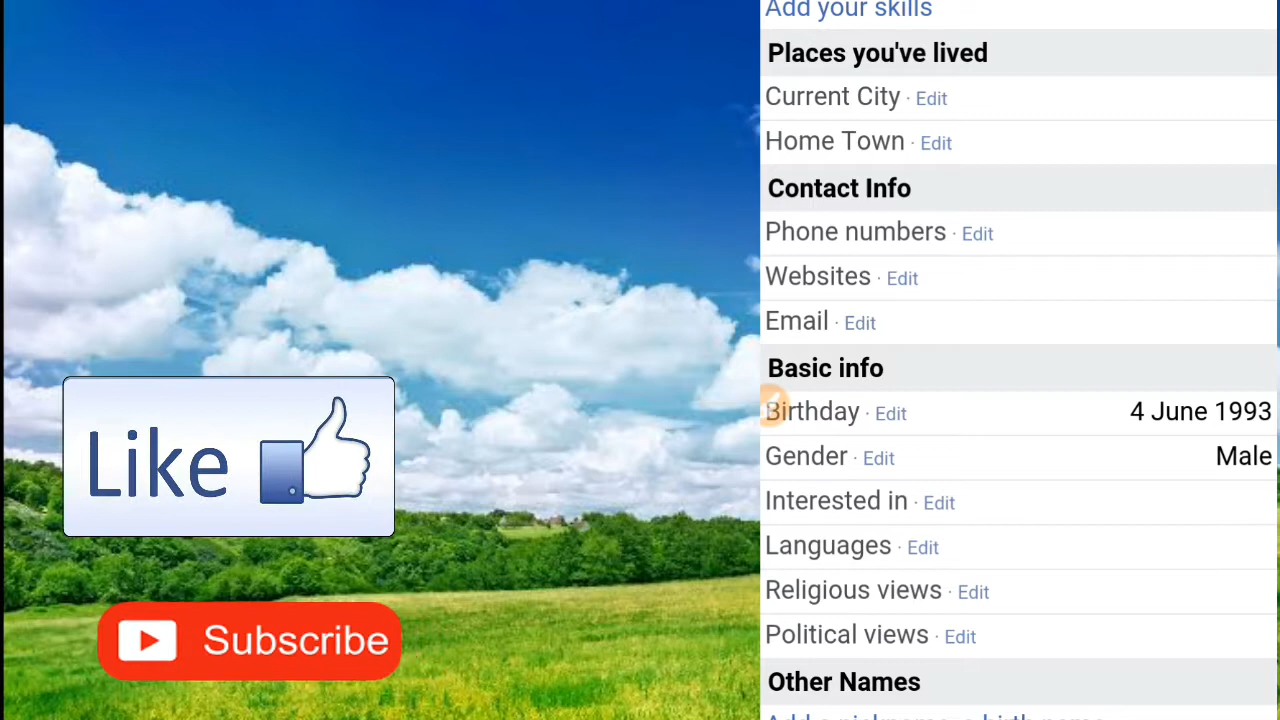 Add your skills
Places you've lived
Current City · Edit
Home Town · Edit
Contact Info
Phone numbers · Edit
Websites · Edit
Email · Edit
Basic info
Birthday · Edit 4 June 1993
Gender · Edit Male
Interested in · Edit
Languages · Edit
Religious views · Edit
Political views · Edit
Other Names
Like
Subscribe